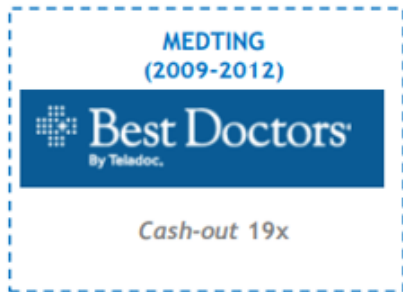 MEDTING
(2009-2012)
Best Doctors
By Teladoc.
Cash-out 19x